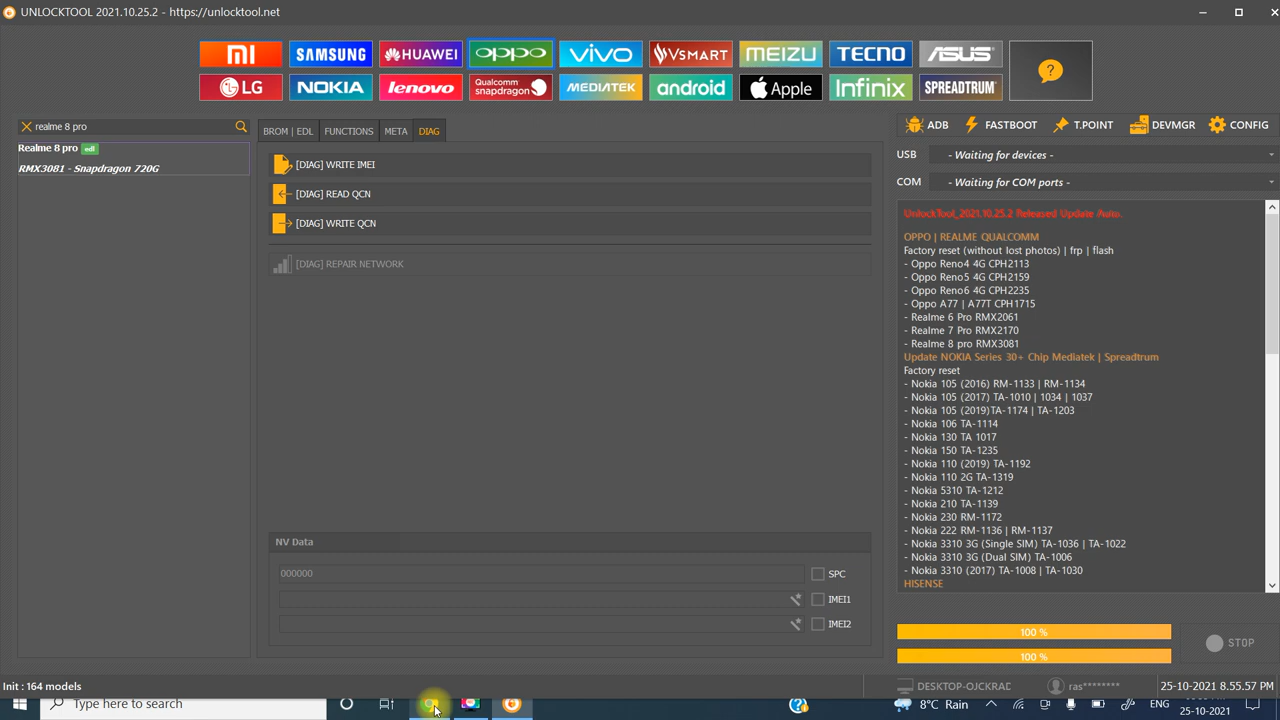 UNLOCKTOOL 2021.10.25.2 - https://unlocktool.net
MI SAMSUNG HUAWEI OPPO vivo VSMART MEIZU TECNO ASUS
LG NOKIA lenovo Qualcomm snapdragon MEDIATEK android Apple Infinix SPREADTRUM
?
realme 8 pro
Realme 8 pro edl
RMX3081 - Snapdragon 720G
BROM | EDL FUNCTIONS META DIAG
[DIAG] WRITE IMEI
[DIAG] READ QCN
[DIAG] WRITE QCN
[DIAG] REPAIR NETWORK
NV Data
000000 SPC
IMEI1
IMEI2
ADB FASTBOOT T.POINT DEVMGR CONFIG
USB - Waiting for devices -
COM - Waiting for COM ports -
UnlockTool_2021.10.25.2 Released Update Auto.
OPPO | REALME QUALCOMM
Factory reset (without lost photos) | frp | flash
- Oppo Reno4 4G CPH2113
- Oppo Reno5 4G CPH2159
- Oppo Reno6 4G CPH2235
- Oppo A77 | A77T CPH1715
- Realme 6 Pro RMX2061
- Realme 7 Pro RMX2170
- Realme 8 pro RMX3081
Update NOKIA Series 30+ Chip Mediatek | Spreadtrum
Factory reset
- Nokia 105 (2016) RM-1133 | RM-1134
- Nokia 105 (2017) TA-1010 | 1034 | 1037
- Nokia 105 (2019)TA-1174 | TA-1203
- Nokia 106 TA-1114
- Nokia 130 TA 1017
- Nokia 150 TA-1235
- Nokia 110 (2019) TA-1192
- Nokia 110 2G TA-1319
- Nokia 5310 TA-1212
- Nokia 210 TA-1139
- Nokia 230 RM-1172
- Nokia 222 RM-1136 | RM-1137
- Nokia 3310 3G (Single SIM) TA-1036 | TA-1022
- Nokia 3310 3G (Dual SIM) TA-1006
- Nokia 3310 (2017) TA-1008 | TA-1030
HISENSE
100 %
100 %
STOP
Init : 164 models
DESKTOP-OJCKRAD ras******** 25-10-2021 8.55.57 PM
Type here to search
8°C Rain
25-10-2021